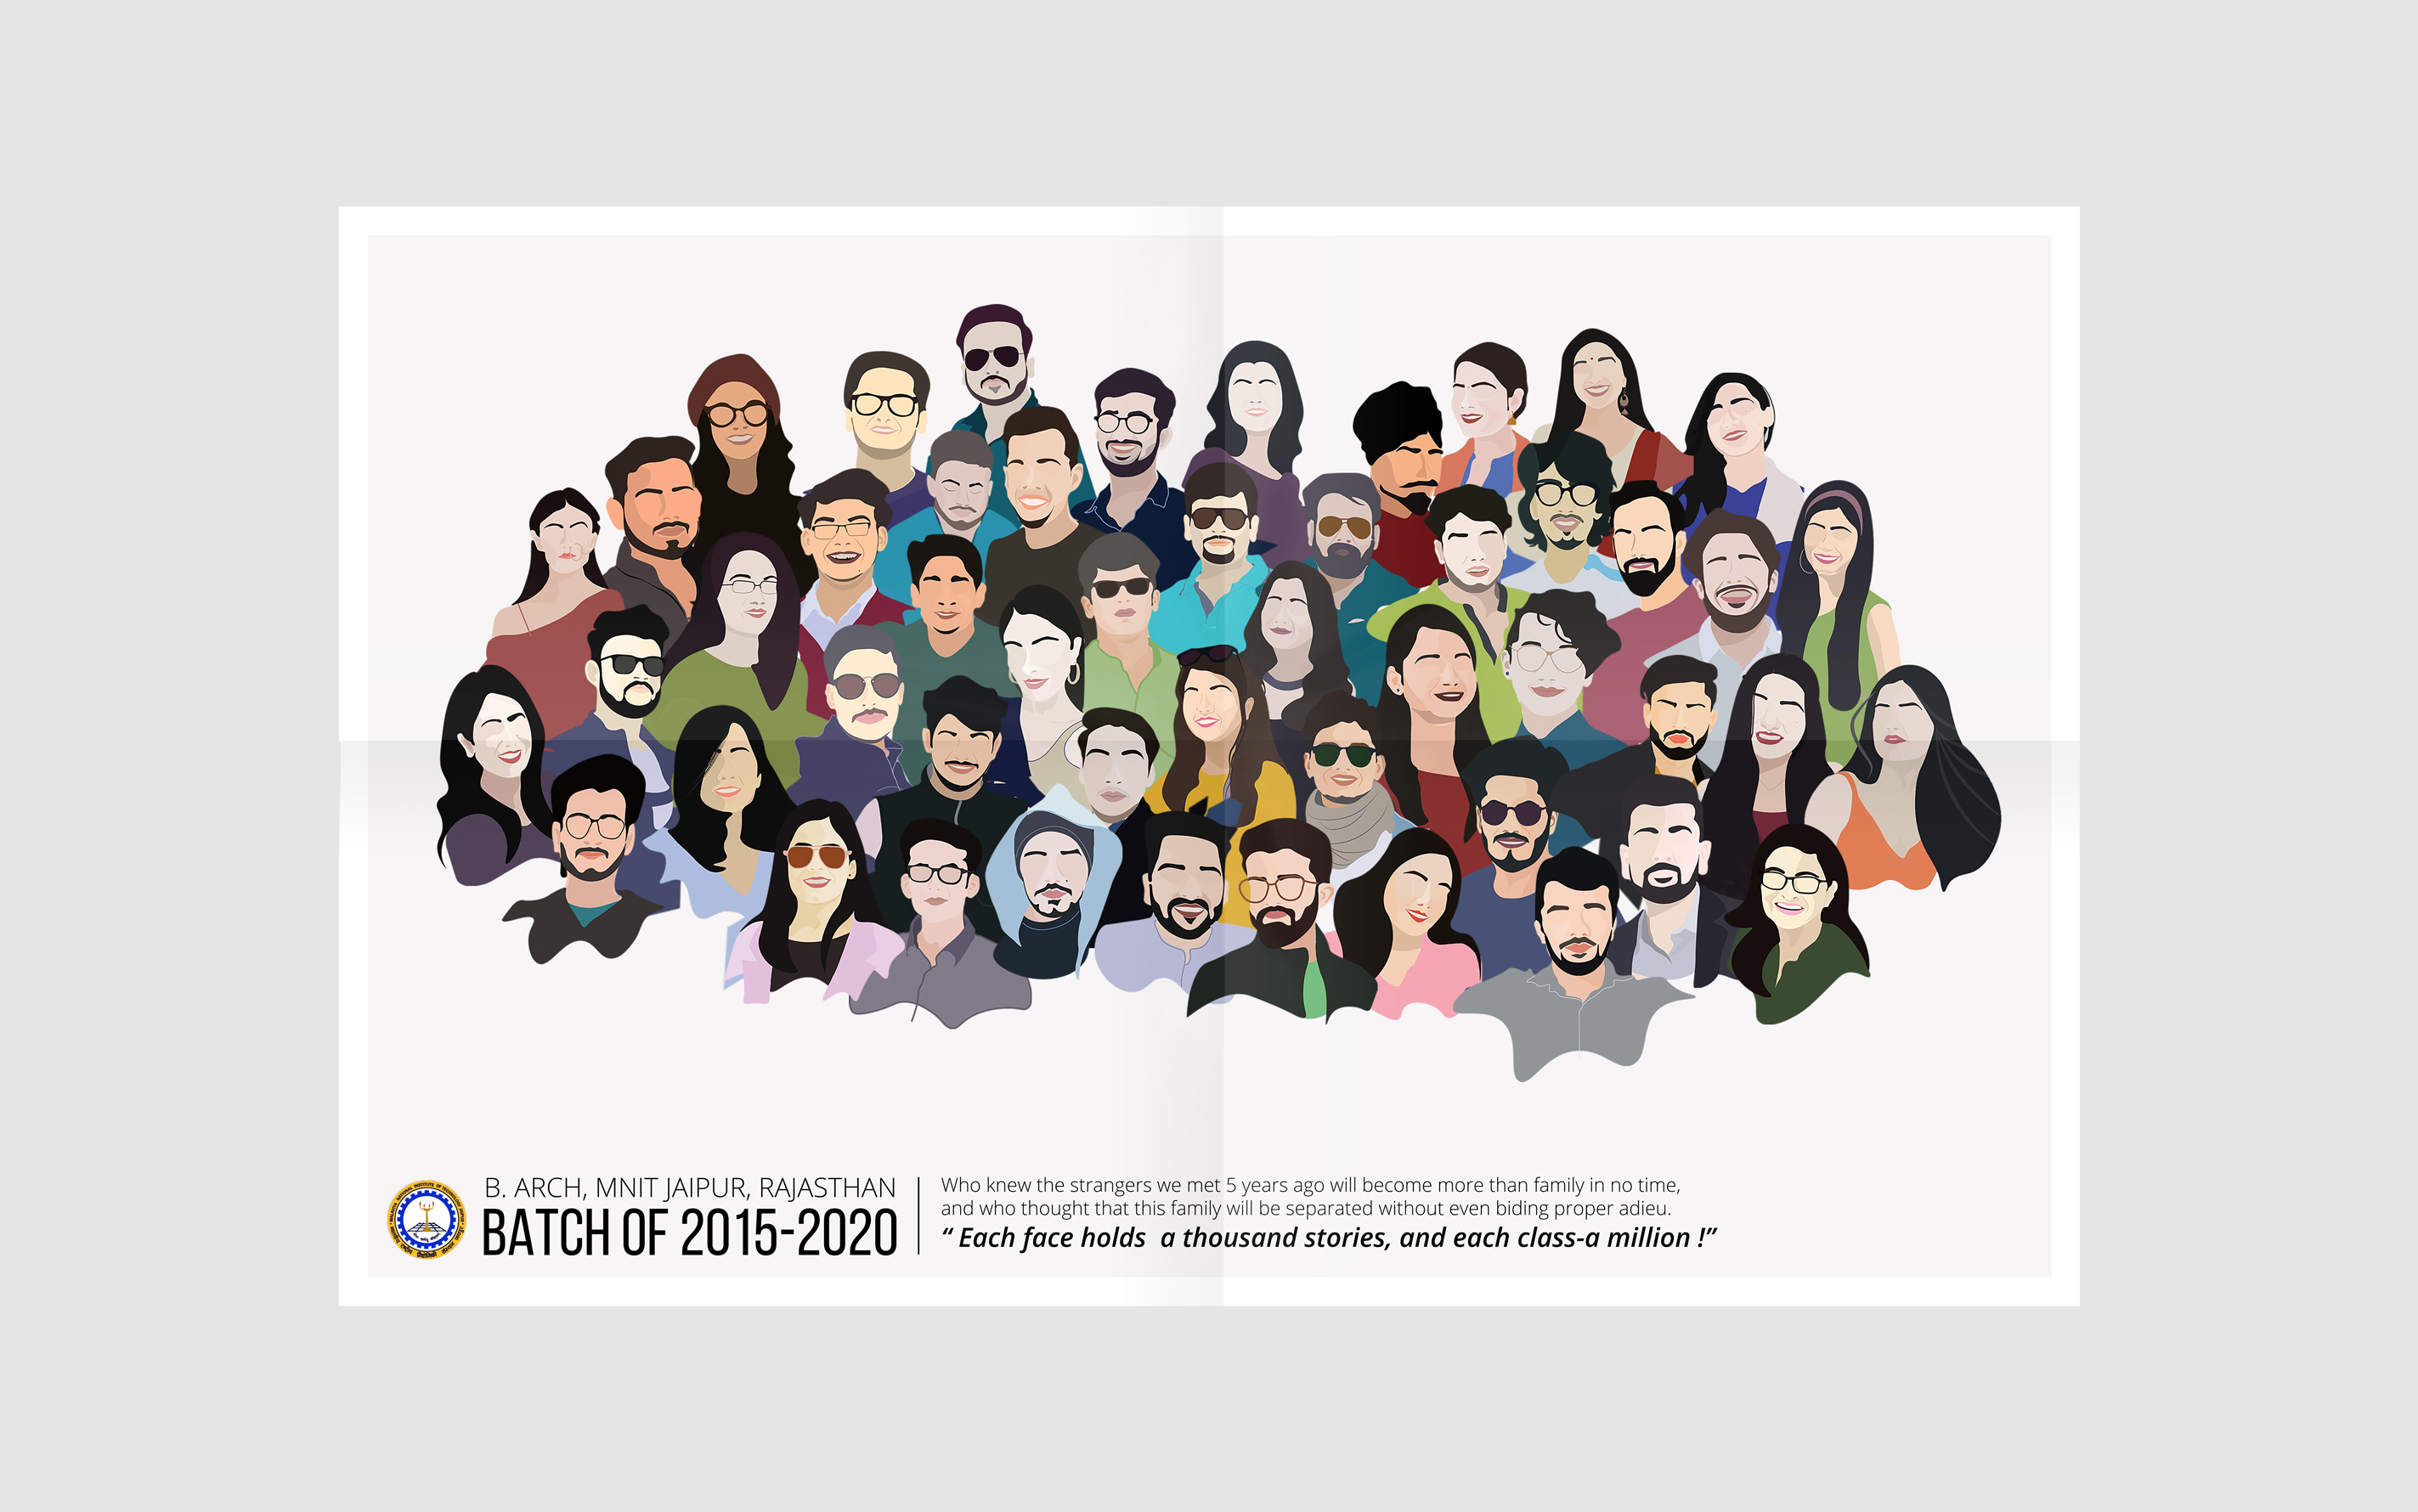 B. ARCH, MNIT JAIPUR, RAJASTHAN
BATCH OF 2015-2020
Who knew the strangers we met 5 years ago will become more than family in no time,
and who thought that this family will be separated without even biding proper adieu.
“ Each face holds a thousand stories, and each class-a million !”